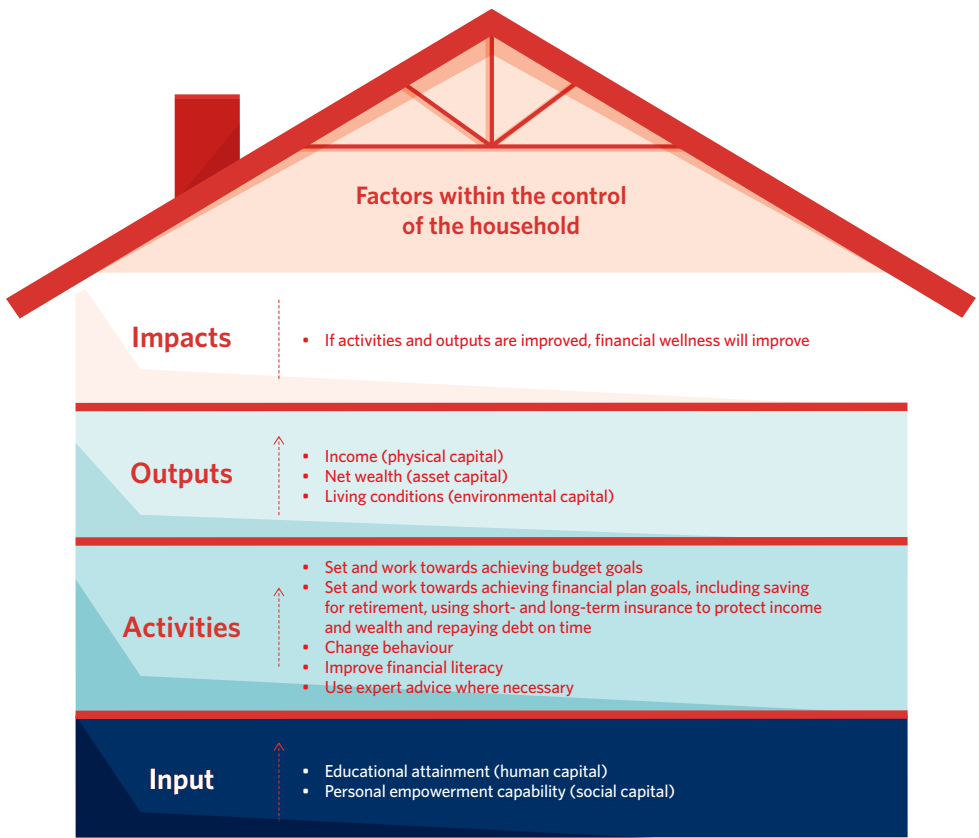 Factors within the control
of the household
Impacts
• If activities and outputs are improved, financial wellness will improve
Outputs
• Income (physical capital)
• Net wealth (asset capital)
• Living conditions (environmental capital)
Activities
• Set and work towards achieving budget goals
• Set and work towards achieving financial plan goals, including saving
for retirement, using short- and long-term insurance to protect income
and wealth and repaying debt on time
• Change behaviour
• Improve financial literacy
• Use expert advice where necessary
Input
• Educational attainment (human capital)
• Personal empowerment capability (social capital)